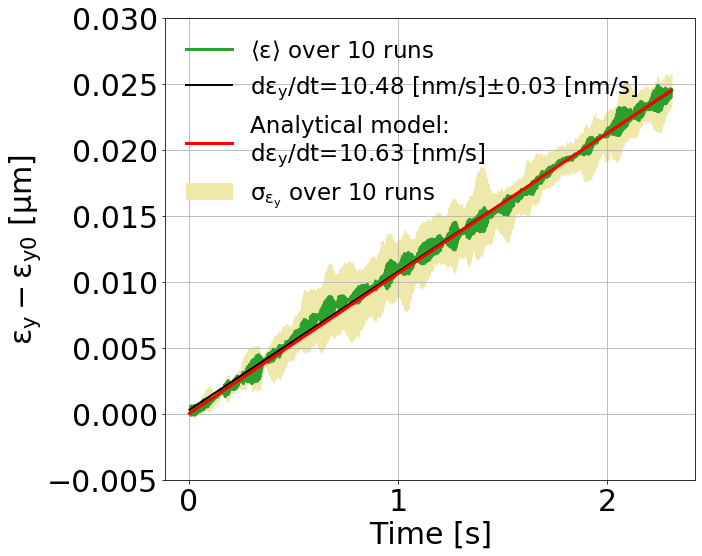 0.030
0.025
0.020
0.015
0.010
0.005
0.000
−0.005
εy − εy0 [μm]
⟨ε⟩ over 10 runs
dεy/dt=10.48 [nm/s]±0.03 [nm/s]
Analytical model:
dεy/dt=10.63 [nm/s]
σεy over 10 runs
0 1 2
Time [s]